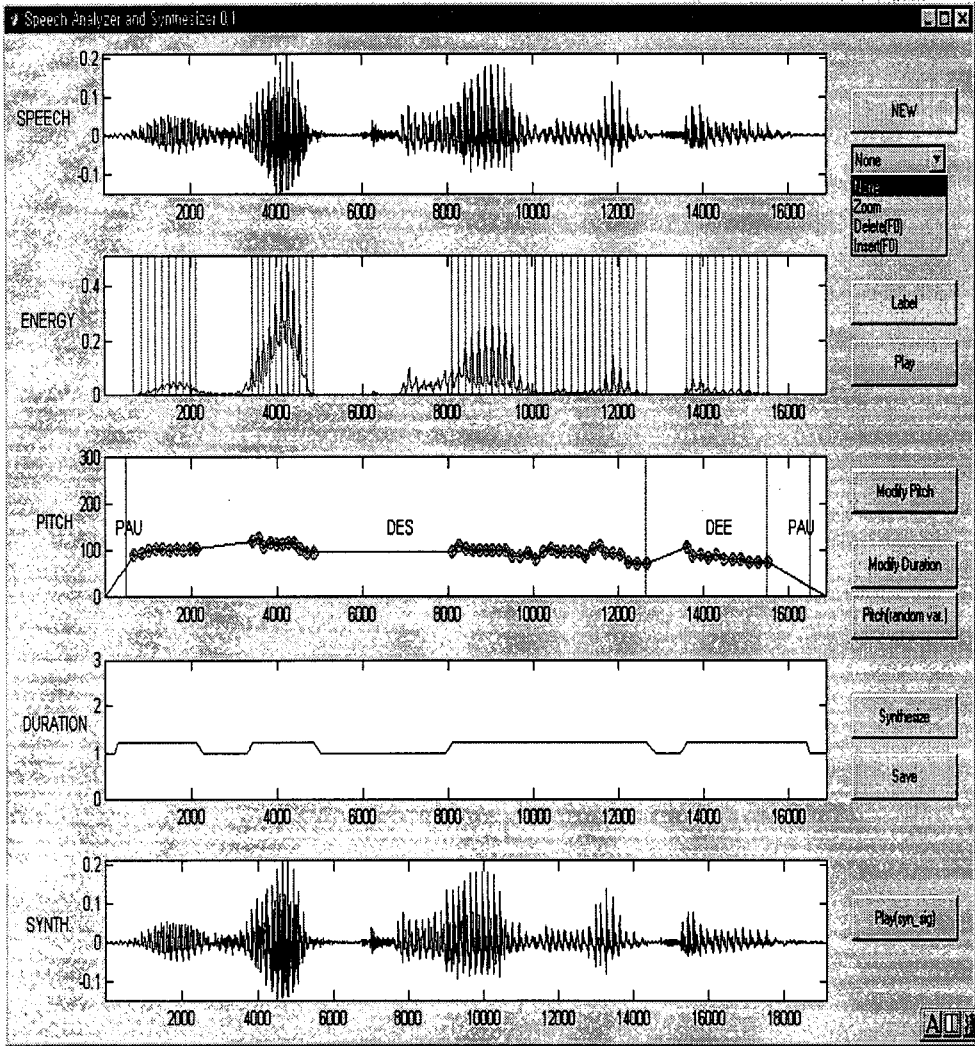 Speech Analyzer and Synthesizer 0.1
0.2
0.1
SPEECH
0
-0.1
2000 4000 6000 8000 10000 12000 14000 16000
NEW
None
None
Zoom
Delete(F0)
Insert(F0)
0.4
ENERGY
0.2
0
2000 4000 6000 8000 10000 12000 14000 16000
Label
Play
300
200
PITCH
PAU DES DEE PAU
100
0
2000 4000 6000 8000 10000 12000 14000 16000
Modify Pitch
Modify Duration
Pitch(random var.)
3
2
DURATION
1
0
2000 4000 6000 8000 10000 12000 14000 16000
Synthesize
Save
0.2
0.1
SYNTH.
0
-0.1
2000 4000 6000 8000 10000 12000 14000 16000
Play(syn_sig)
A